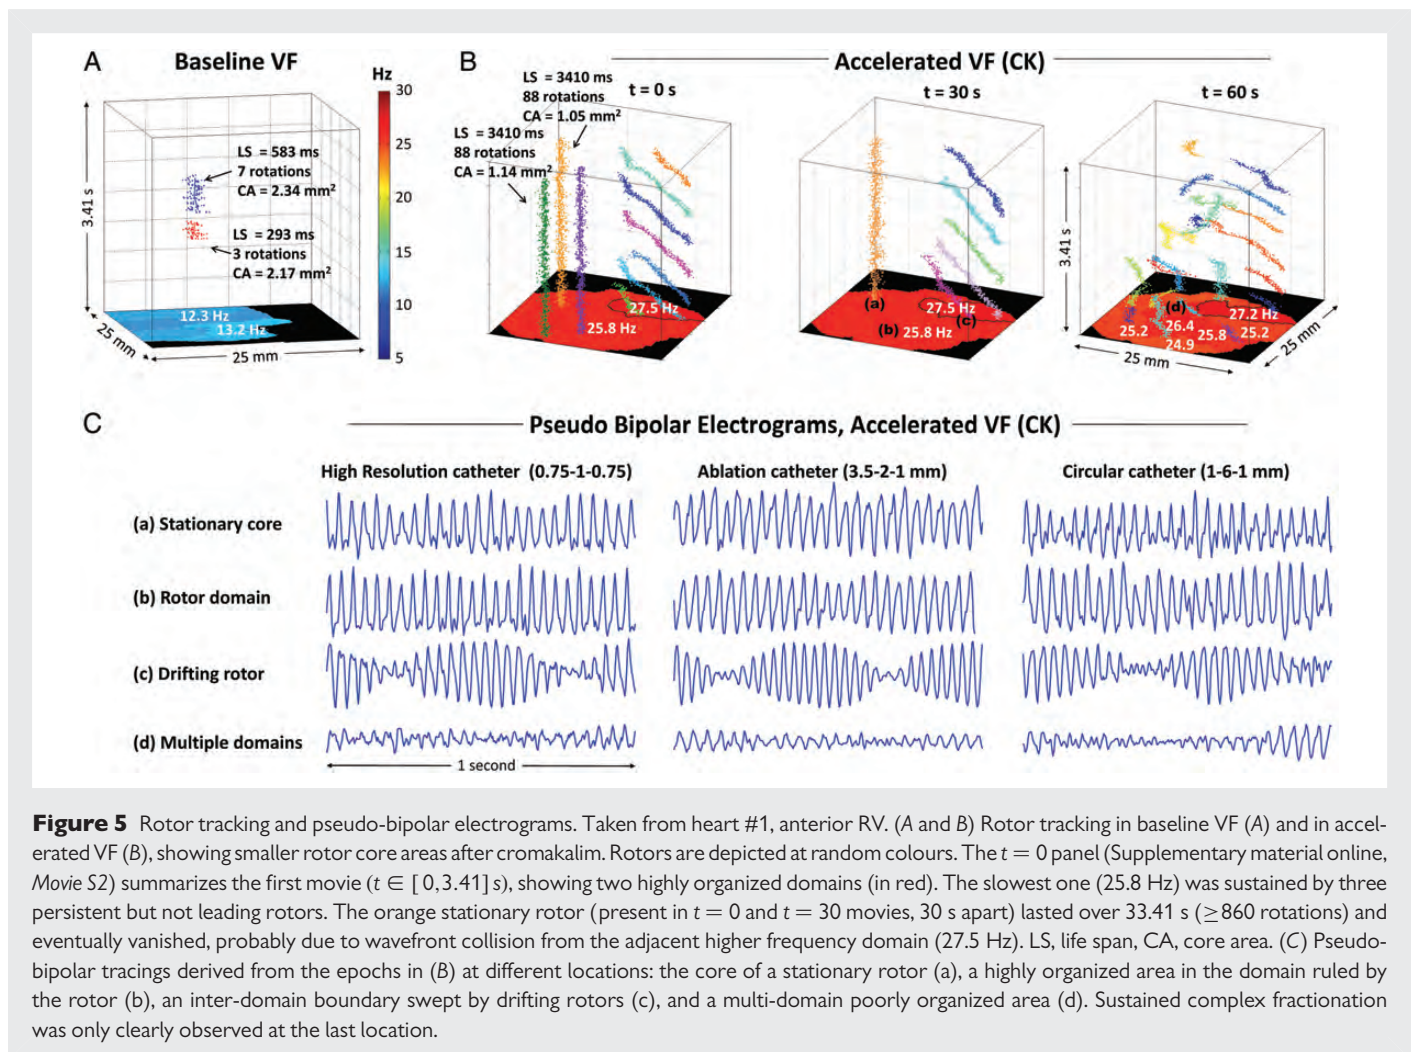 A
Baseline VF
Hz
30
25
20
15
10
5
LS = 583 ms
7 rotations
CA = 2.34 mm²
LS = 293 ms
3 rotations
CA = 2.17 mm²
3.41 s
12.3 Hz
13.2 Hz
25 mm
25 mm
B
Accelerated VF (CK)
LS = 3410 ms
88 rotations
CA = 1.05 mm²
LS = 3410 ms
88 rotations
CA = 1.14 mm²
t = 0 s
27.5 Hz
25.8 Hz
t = 30 s
(a)
(b)
(c)
27.5 Hz
25.8 Hz
t = 60 s
3.41 s
(d)
25.2
26.4
24.9
25.8
27.2 Hz
25.2
25 mm
25 mm
C
Pseudo Bipolar Electrograms, Accelerated VF (CK)
High Resolution catheter (0.75-1-0.75)
Ablation catheter (3.5-2-1 mm)
Circular catheter (1-6-1 mm)
(a) Stationary core
(b) Rotor domain
(c) Drifting rotor
(d) Multiple domains
1 second
Figure 5 Rotor tracking and pseudo-bipolar electrograms. Taken from heart #1, anterior RV. (A and B) Rotor tracking in baseline VF (A) and in accel-
erated VF (B), showing smaller rotor core areas after cromakalim. Rotors are depicted at random colours. The t = 0 panel (Supplementary material online,
Movie S2) summarizes the first movie (t ∈ [0,3.41] s), showing two highly organized domains (in red). The slowest one (25.8 Hz) was sustained by three
persistent but not leading rotors. The orange stationary rotor (present in t = 0 and t = 30 movies, 30 s apart) lasted over 33.41 s (≥860 rotations) and
eventually vanished, probably due to wavefront collision from the adjacent higher frequency domain (27.5 Hz). LS, life span, CA, core area. (C) Pseudo-
bipolar tracings derived from the epochs in (B) at different locations: the core of a stationary rotor (a), a highly organized area in the domain ruled by
the rotor (b), an inter-domain boundary swept by drifting rotors (c), and a multi-domain poorly organized area (d). Sustained complex fractionation
was only clearly observed at the last location.